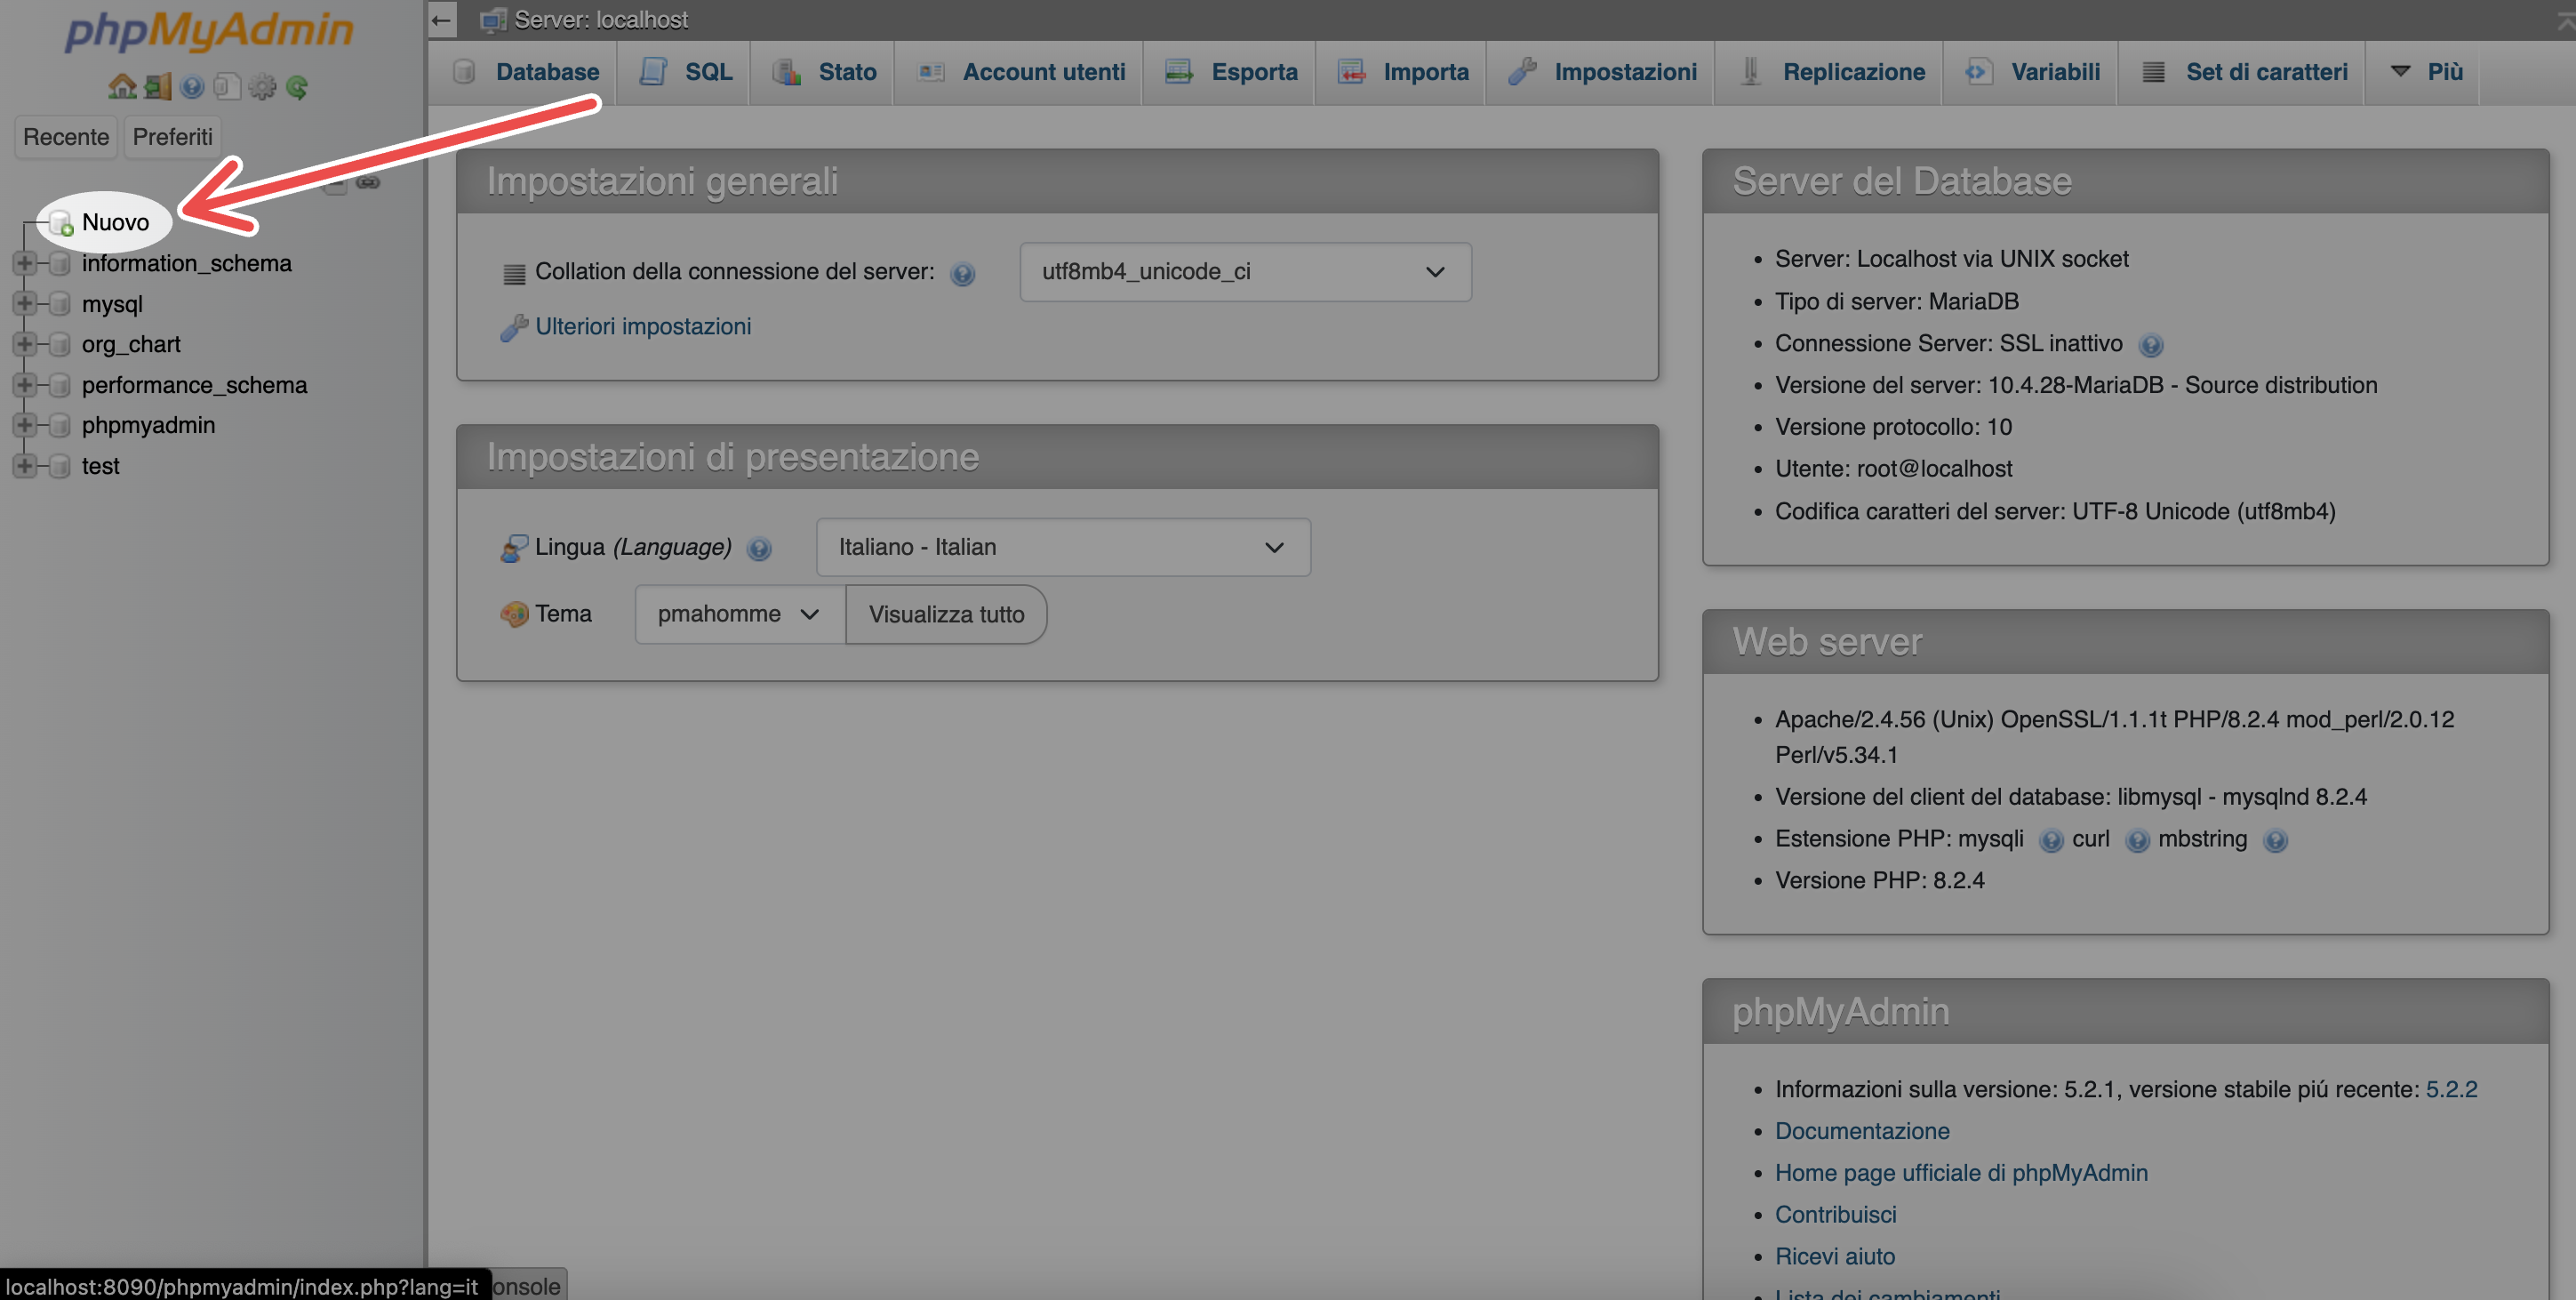 phpMyAdmin
Recente Preferiti
Nuovo
information_schema
mysql
org_chart
performance_schema
phpmyadmin
test
Server: localhost
Database SQL Stato Account utenti Esporta Importa Impostazioni Replicazione Variabili Set di caratteri Più
Impostazioni generali
Collation della connessione del server: utf8mb4_unicode_ci
Ulteriori impostazioni
Impostazioni di presentazione
Lingua (Language) Italiano - Italian
Tema pmahomme Visualizza tutto
Server del Database
Server: Localhost via UNIX socket
Tipo di server: MariaDB
Connessione Server: SSL inattivo
Versione del server: 10.4.28-MariaDB - Source distribution
Versione protocollo: 10
Utente: root@localhost
Codifica caratteri del server: UTF-8 Unicode (utf8mb4)
Web server
Apache/2.4.56 (Unix) OpenSSL/1.1.1t PHP/8.2.4 mod_perl/2.0.12
Perl/v5.34.1
Versione del client del database: libmysql - mysqlnd 8.2.4
Estensione PHP: mysqli curl mbstring
Versione PHP: 8.2.4
phpMyAdmin
Informazioni sulla versione: 5.2.1, versione stabile piú recente: 5.2.2
Documentazione
Home page ufficiale di phpMyAdmin
Contribuisci
Ricevi aiuto
Lista dei cambiamenti
localhost:8090/phpmyadmin/index.php?lang=it onsole